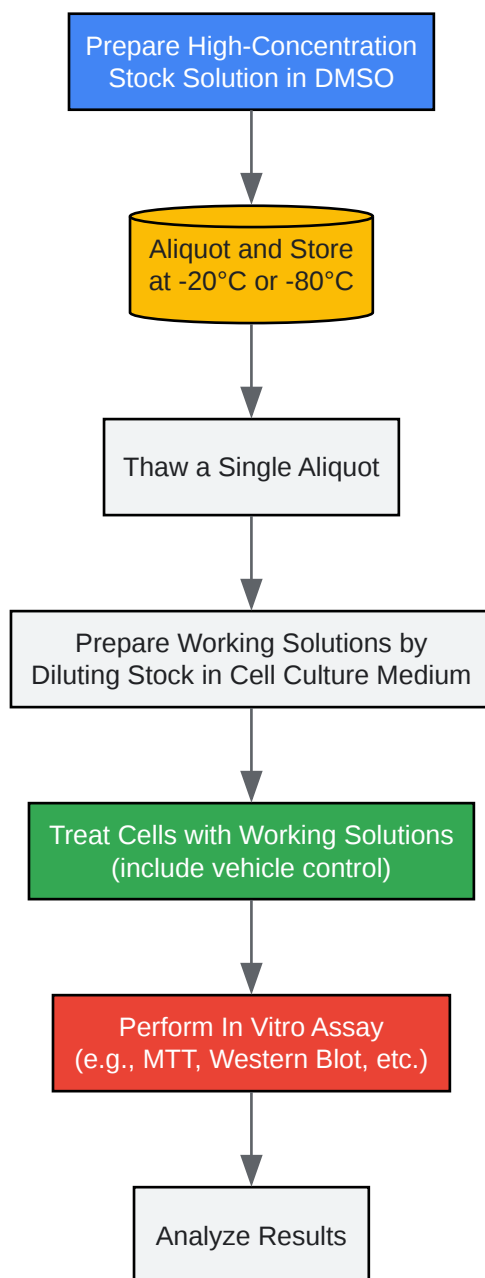 Prepare High-Concentration
Stock Solution in DMSO
Aliquot and Store
at -20°C or -80°C
Thaw a Single Aliquot
Prepare Working Solutions by
Diluting Stock in Cell Culture Medium
Treat Cells with Working Solutions
(include vehicle control)
Perform In Vitro Assay
(e.g., MTT, Western Blot, etc.)
Analyze Results